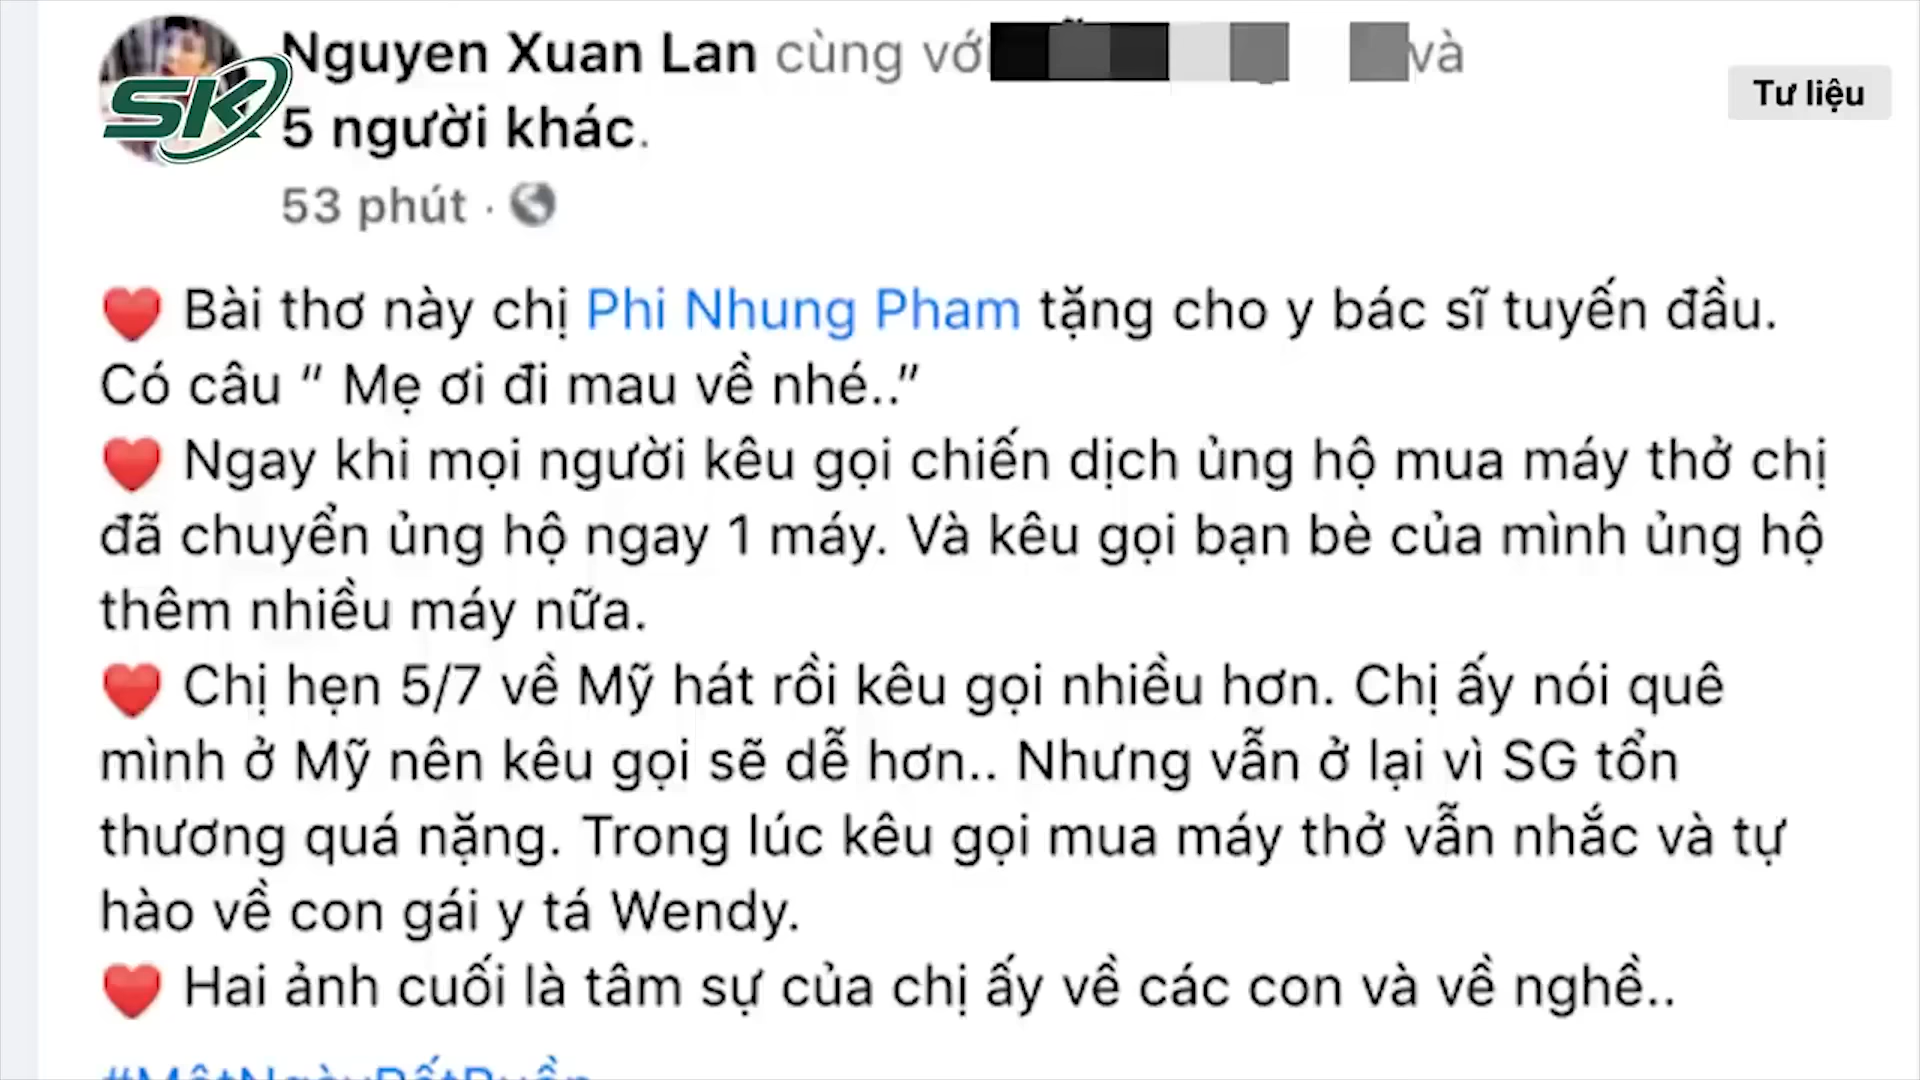 Nguyen Xuan Lan cùng với và
5 người khác.
53 phút ·
SK
Tư liệu
❤️ Bài thơ này chị Phi Nhung Pham tặng cho y bác sĩ tuyến đầu.
Có câu “ Mẹ ơi đi mau về nhé..”
❤️ Ngay khi mọi người kêu gọi chiến dịch ủng hộ mua máy thở chị
đã chuyển ủng hộ ngay 1 máy. Và kêu gọi bạn bè của mình ủng hộ
thêm nhiều máy nữa.
❤️ Chị hẹn 5/7 về Mỹ hát rồi kêu gọi nhiều hơn. Chị ấy nói quê
mình ở Mỹ nên kêu gọi sẽ dễ hơn.. Nhưng vẫn ở lại vì SG tổn
thương quá nặng. Trong lúc kêu gọi mua máy thở vẫn nhắc và tự
hào về con gái y tá Wendy.
❤️ Hai ảnh cuối là tâm sự của chị ấy về các con và về nghề..
#MộtNgàyRấtBuồn